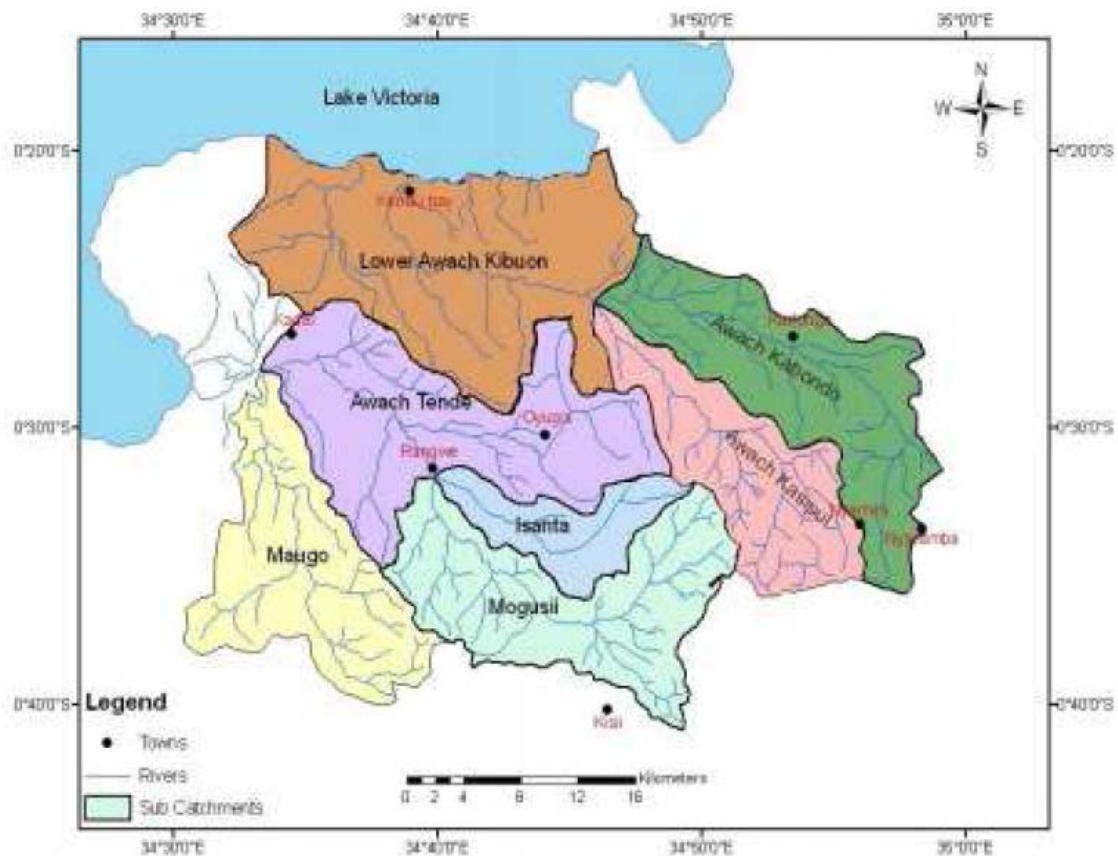 34°30'0"E 34°40'0"E 34°50'0"E 35°0'0"E
N
W E
S
Lake Victoria
0°20'0"S 0°20'0"S
Lower Awach Kibuon
Awach Kabondo
Awach Tende
Oyugis
0°30'0"S 0°30'0"S
Rangwe
Awach Kasipul
Isanta
Maugo
Mogusii
0°40'0"S 0°40'0"S
Kisii
Legend
Towns
Rivers
Sub Catchments
Kilometers
0 2 4 8 12 16
34°30'0"E 34°40'0"E 34°50'0"E 35°0'0"E